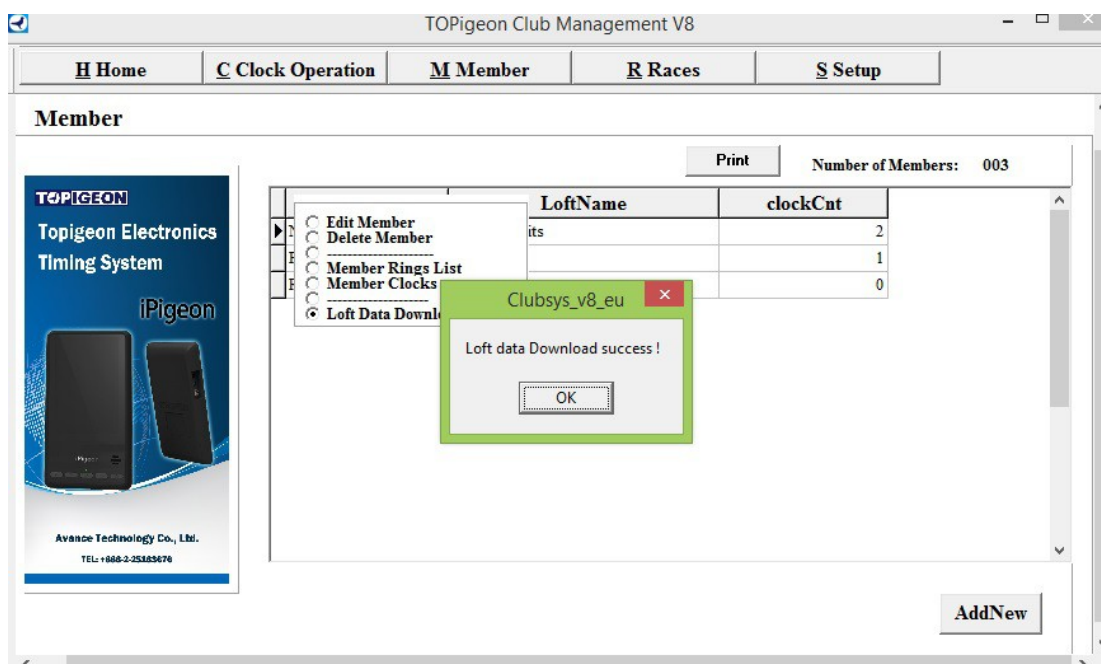 TOPigeon Club Management V8
H Home
C Clock Operation
M Member
R Races
S Setup
Member
Print
Number of Members: 003
TOPIGEON
Topigeon Electronics
Timing System
iPigeon
Avance Technology Co., Ltd.
LoftName
clockCnt
its
2
1
0
Edit Member
Delete Member
--------------------
Member Rings List
Member Clocks
-------------------
Loft Data Downl
Clubsys_v8_eu
Loft data Download success !
OK
AddNew